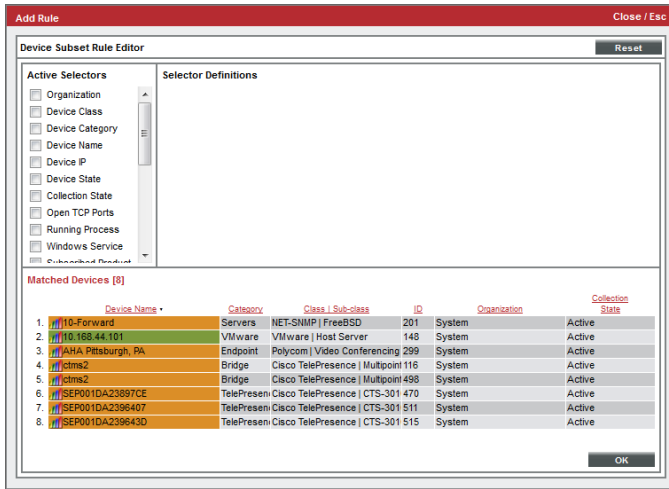 Add Rule Close / Esc
Device Subset Rule Editor Reset
Active Selectors Selector Definitions
Organization
Device Class
Device Category
Device Name
Device IP
Device State
Collection State
Open TCP Ports
Running Process
Windows Service
Subscribed Product
Matched Devices [8]
Device Name Category Class | Sub-class ID Organization Collection State
1. 10-Forward Servers NET-SNMP | FreeBSD 201 System Active
2. 10.168.44.101 VMware VMware | Host Server 148 System Active
3. AHA Pittsburgh, PA Endpoint Polycom | Video Conferencing 299 System Active
4. ctms2 Bridge Cisco TelePresence | Multipoint 116 System Active
5. ctms2 Bridge Cisco TelePresence | Multipoint 498 System Active
6. SEP001DA23897CE TelePresen Cisco TelePresence | CTS-301 470 System Active
7. SEP001DA2396407 TelePresen Cisco TelePresence | CTS-301 511 System Active
8. SEP001DA239643D TelePresen Cisco TelePresence | CTS-301 515 System Active
OK